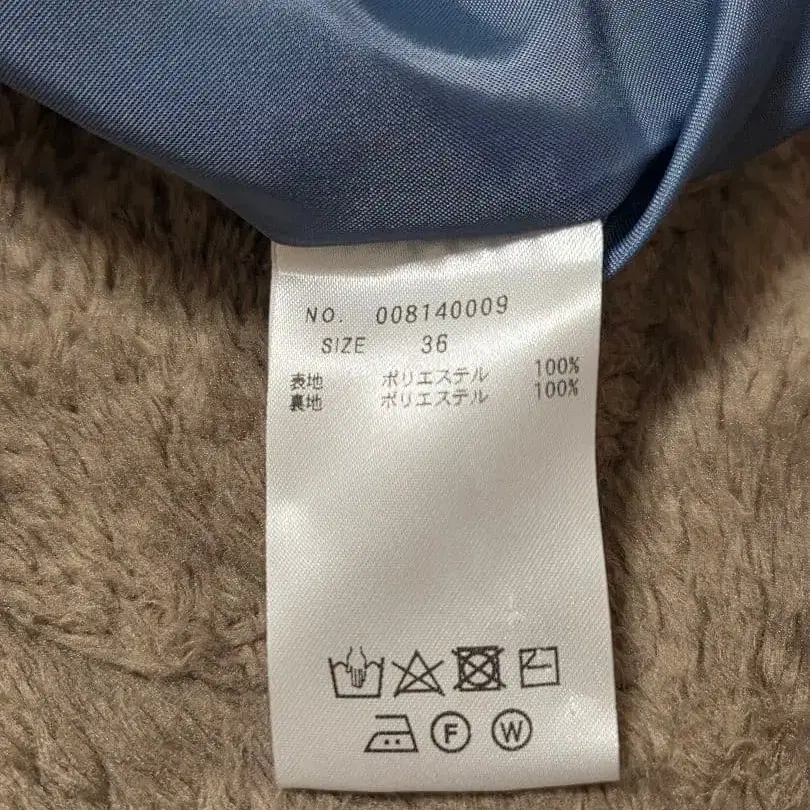 NO. 008140009
SIZE 36
表地 ポリエステル 100%
裏地 ポリエステル 100%
F W